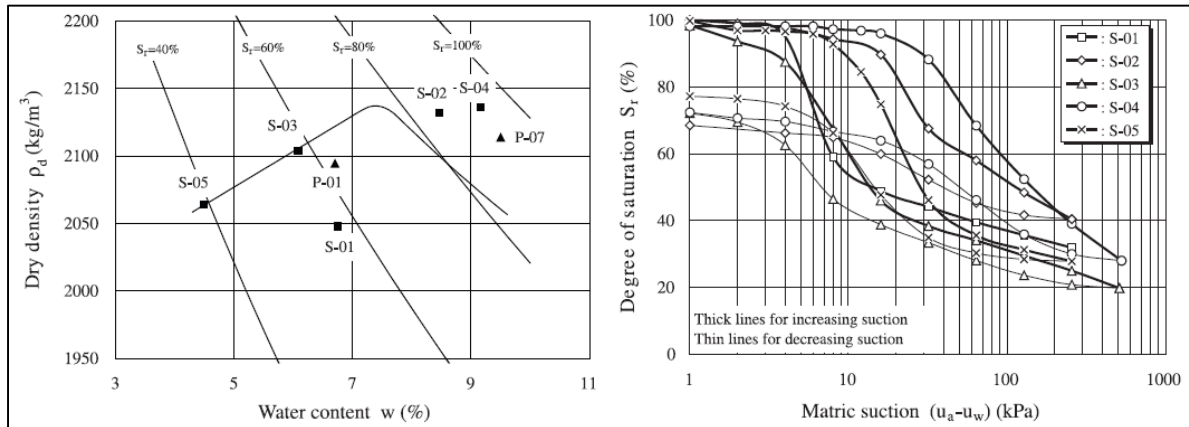 2200
2150
2100
2050
2000
1950
Dry density ρd (kg/m³)
Sr=40%
Sr=60%
Sr=80%
Sr=100%
S-02
S-04
S-03
P-07
S-05
P-01
S-01
3
5
7
9
11
Water content w (%)
100
80
60
40
20
0
Degree of saturation Sr (%)
: S-01
: S-02
: S-03
: S-04
: S-05
Thick lines for increasing suction
Thin lines for decreasing suction
1
10
100
1000
Matric suction (ua-uw) (kPa)